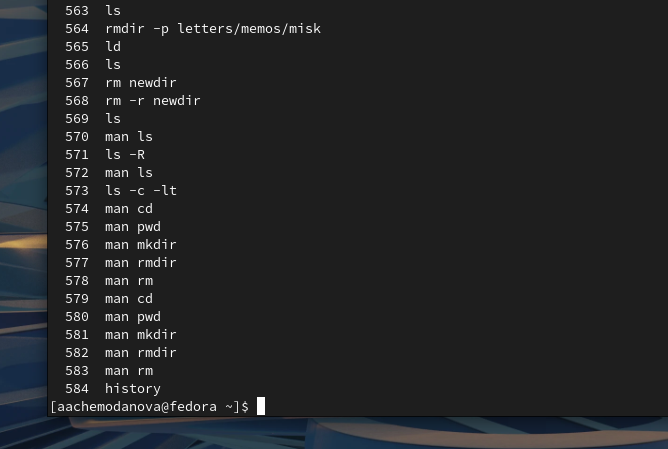 563 ls
564 rmdir -p letters/memos/misk
565 ld
566 ls
567 rm newdir
568 rm -r newdir
569 ls
570 man ls
571 ls -R
572 man ls
573 ls -c -lt
574 man cd
575 man pwd
576 man mkdir
577 man rmdir
578 man rm
579 man cd
580 man pwd
581 man mkdir
582 man rmdir
583 man rm
584 history
[aachemodanova@fedora ~]$